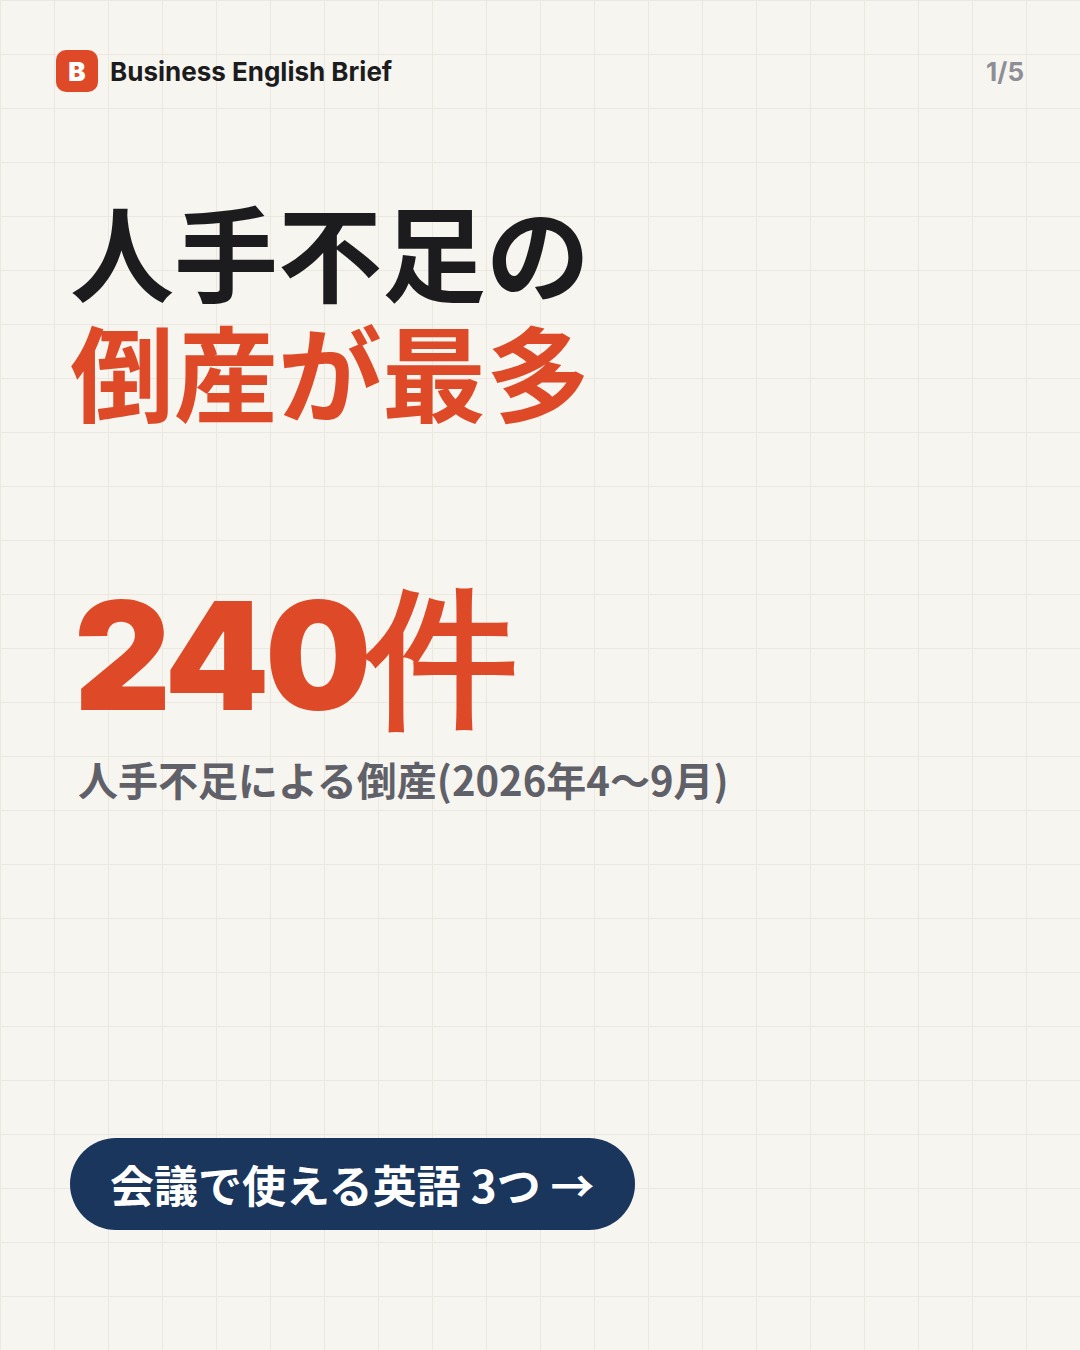 B Business English Brief 1/5
人手不足の
倒産が最多
240件
人手不足による倒産(2026年4〜9月)
会議で使える英語 3つ →